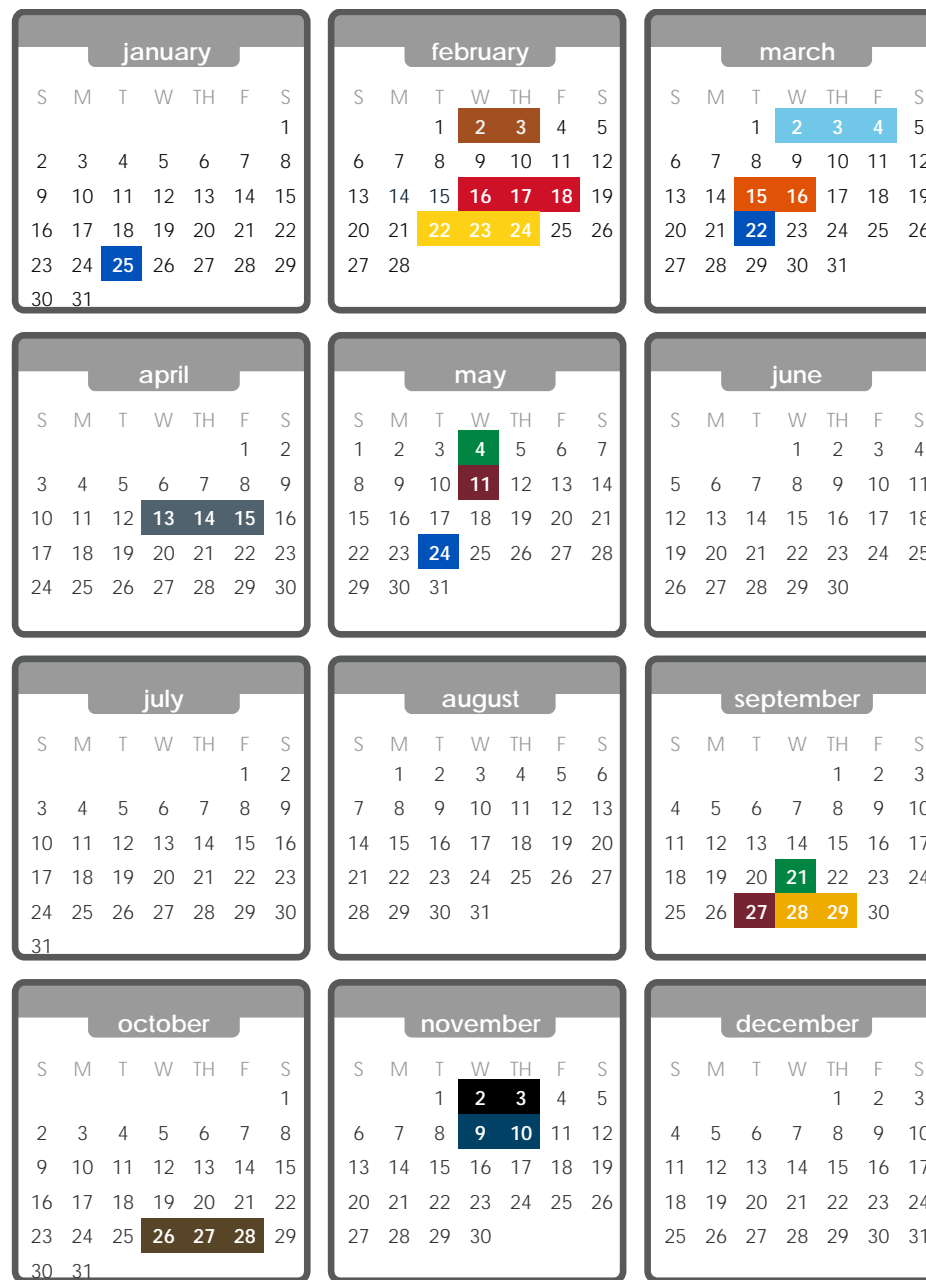 january
S M T W TH F S
1
2 3 4 5 6 7 8
9 10 11 12 13 14 15
16 17 18 19 20 21 22
23 24 25 26 27 28 29
30 31
february
S M T W TH F S
1 2 3 4 5
6 7 8 9 10 11 12
13 14 15 16 17 18 19
20 21 22 23 24 25 26
27 28
march
S M T W TH F S
1 2 3 4 5
6 7 8 9 10 11 12
13 14 15 16 17 18 19
20 21 22 23 24 25 26
27 28 29 30 31
april
S M T W TH F S
1 2
3 4 5 6 7 8 9
10 11 12 13 14 15 16
17 18 19 20 21 22 23
24 25 26 27 28 29 30
may
S M T W TH F S
1 2 3 4 5 6 7
8 9 10 11 12 13 14
15 16 17 18 19 20 21
22 23 24 25 26 27 28
29 30 31
june
S M T W TH F S
1 2 3 4
5 6 7 8 9 10 11
12 13 14 15 16 17 18
19 20 21 22 23 24 25
26 27 28 29 30
july
S M T W TH F S
1 2
3 4 5 6 7 8 9
10 11 12 13 14 15 16
17 18 19 20 21 22 23
24 25 26 27 28 29 30
31
august
S M T W TH F S
1 2 3 4 5 6
7 8 9 10 11 12 13
14 15 16 17 18 19 20
21 22 23 24 25 26 27
28 29 30 31
september
S M T W TH F S
1 2 3
4 5 6 7 8 9 10
11 12 13 14 15 16 17
18 19 20 21 22 23 24
25 26 27 28 29 30
october
S M T W TH F S
1
2 3 4 5 6 7 8
9 10 11 12 13 14 15
16 17 18 19 20 21 22
23 24 25 26 27 28 29
30 31
november
S M T W TH F S
1 2 3 4 5
6 7 8 9 10 11 12
13 14 15 16 17 18 19
20 21 22 23 24 25 26
27 28 29 30
december
S M T W TH F S
1 2 3
4 5 6 7 8 9 10
11 12 13 14 15 16 17
18 19 20 21 22 23 24
25 26 27 28 29 30 31